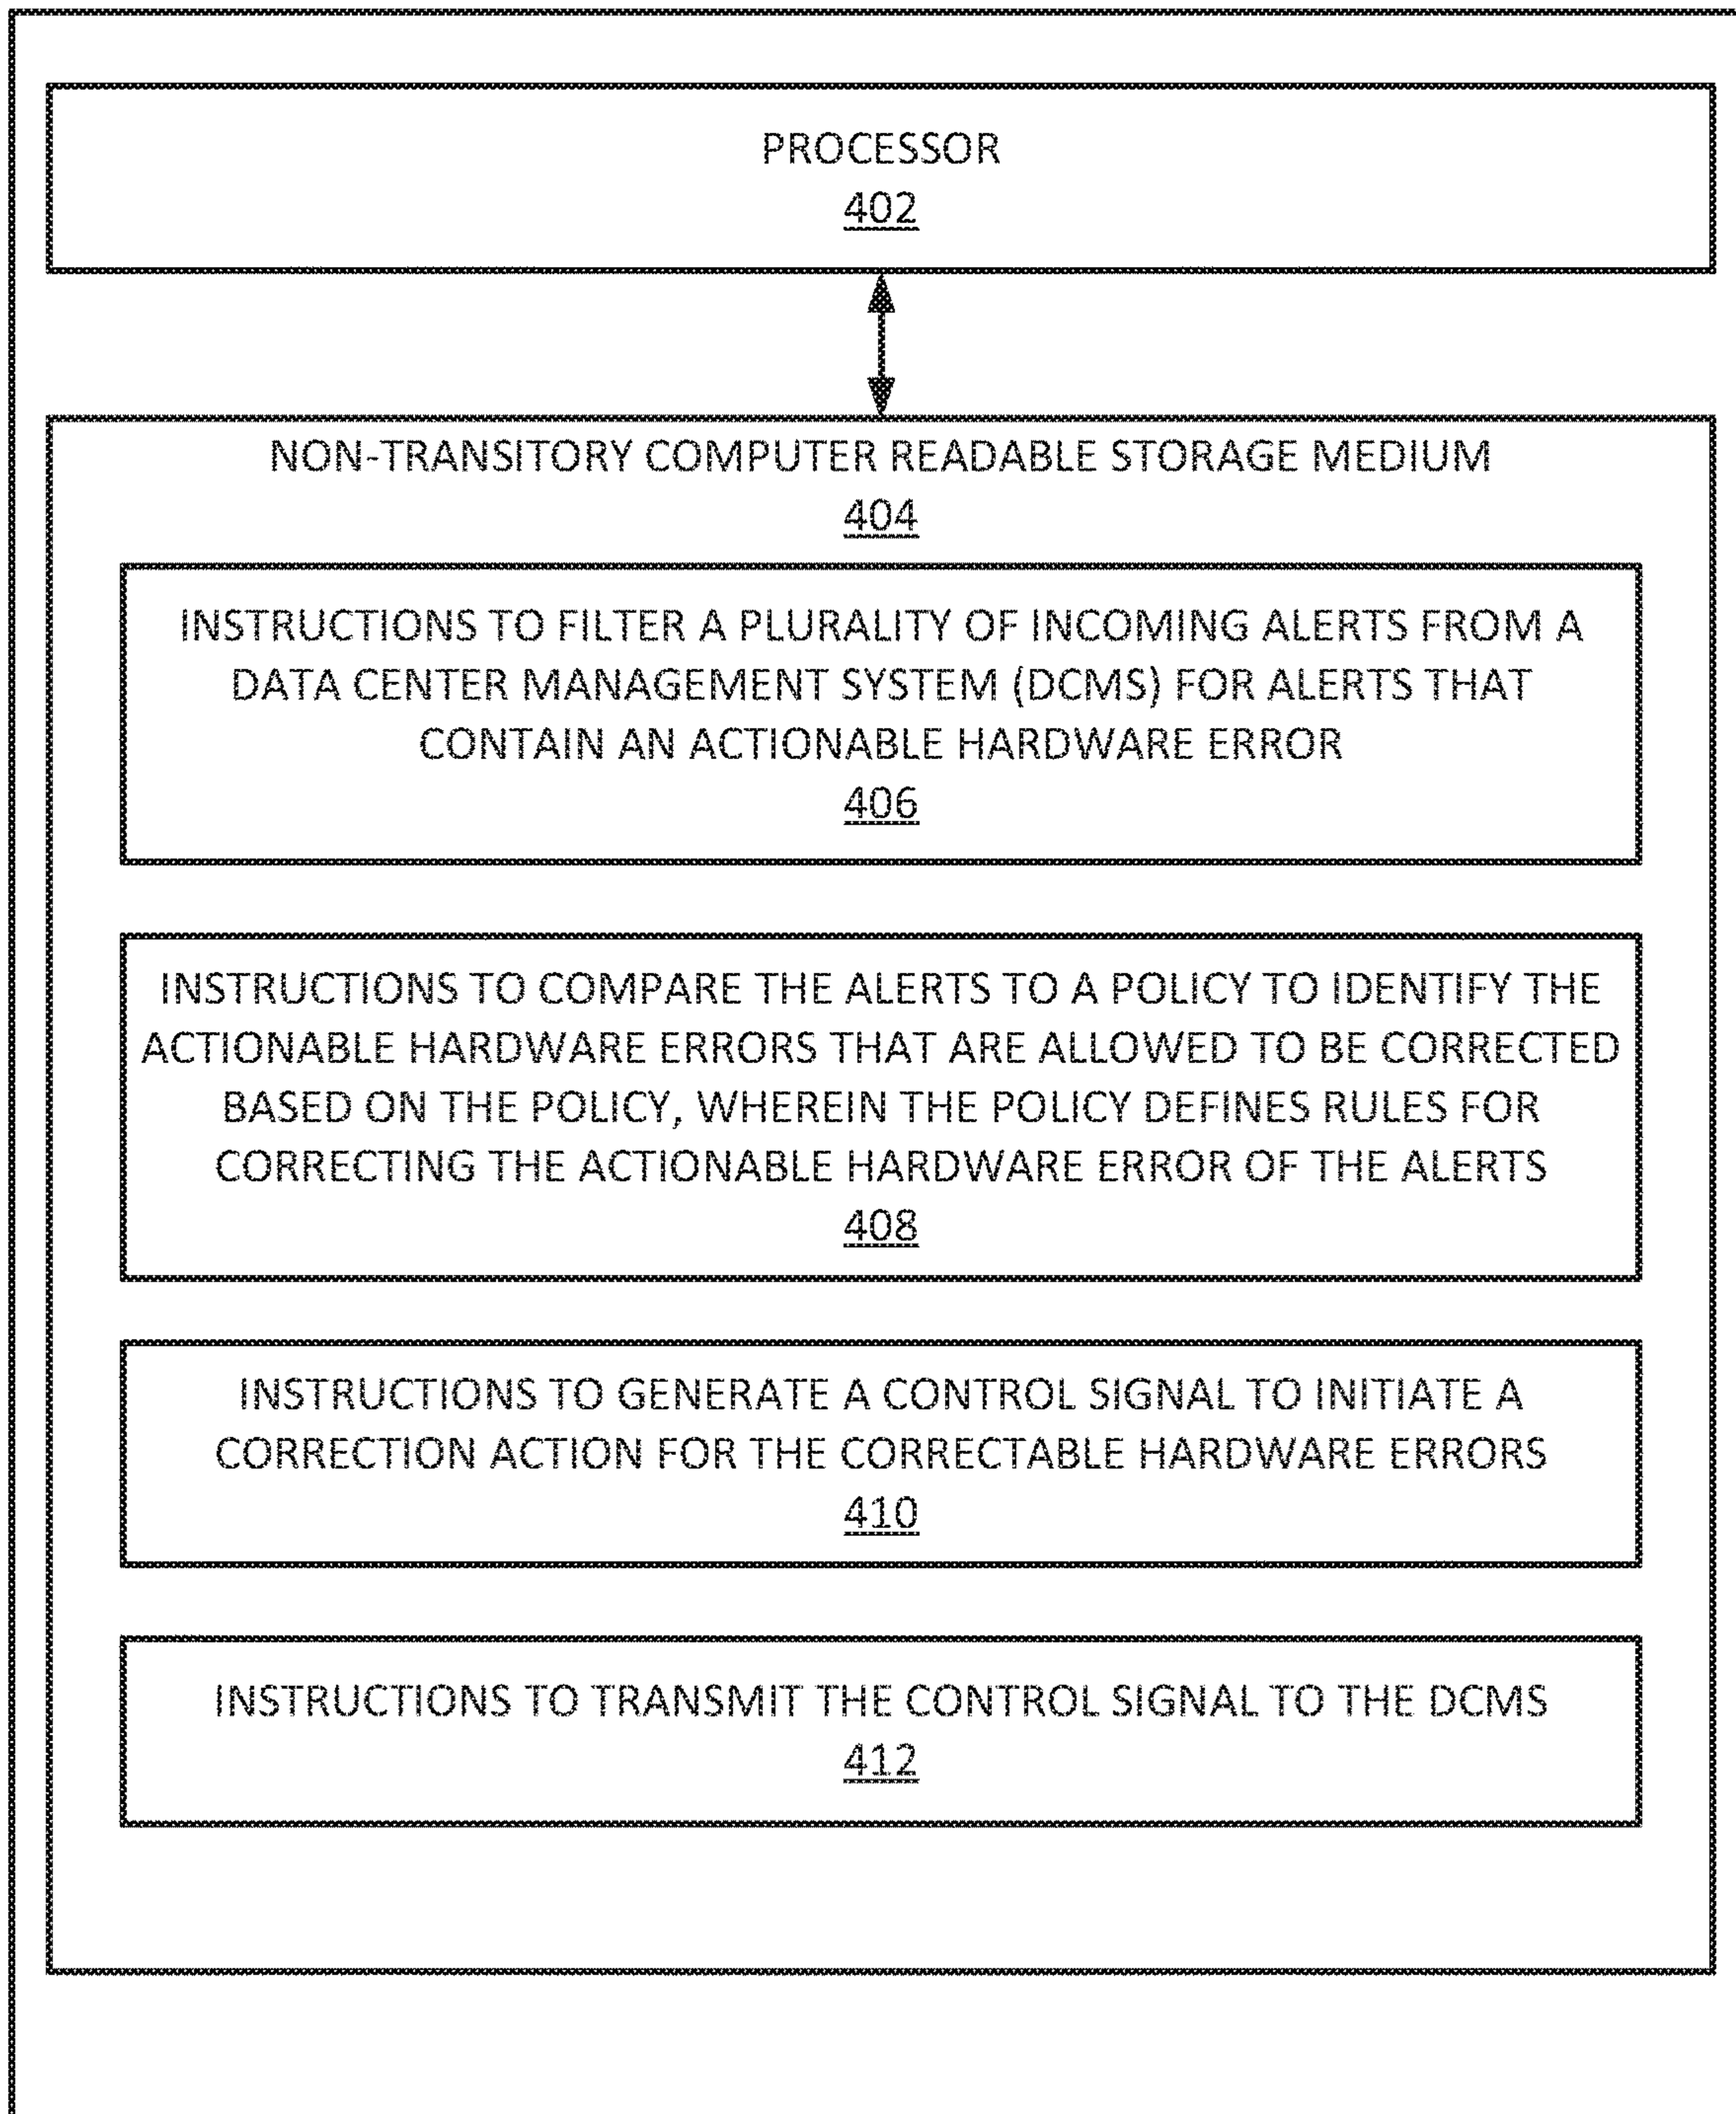 PROCESSOR
402
NON-TRANSITORY COMPUTER READABLE STORAGE MEDIUM
404
INSTRUCTIONS TO FILTER A PLURALITY OF INCOMING ALERTS FROM A
DATA CENTER MANAGEMENT SYSTEM (DCMS) FOR ALERTS THAT
CONTAIN AN ACTIONABLE HARDWARE ERROR
406
INSTRUCTIONS TO COMPARE THE ALERTS TO A POLICY TO IDENTIFY THE
ACTIONABLE HARDWARE ERRORS THAT ARE ALLOWED TO BE CORRECTED
BASED ON THE POLICY, WHEREIN THE POLICY DEFINES RULES FOR
CORRECTING THE ACTIONABLE HARDWARE ERROR OF THE ALERTS
408
INSTRUCTIONS TO GENERATE A CONTROL SIGNAL TO INITIATE A
CORRECTION ACTION FOR THE CORRECTABLE HARDWARE ERRORS
410
INSTRUCTIONS TO TRANSMIT THE CONTROL SIGNAL TO THE DCMS
412